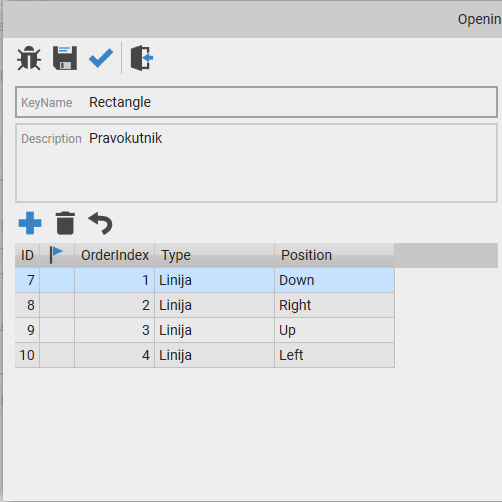 Openin
KeyName Rectangle
Description Pravokutnik
ID OrderIndex Type Position
7 1 Linija Down
8 2 Linija Right
9 3 Linija Up
10 4 Linija Left